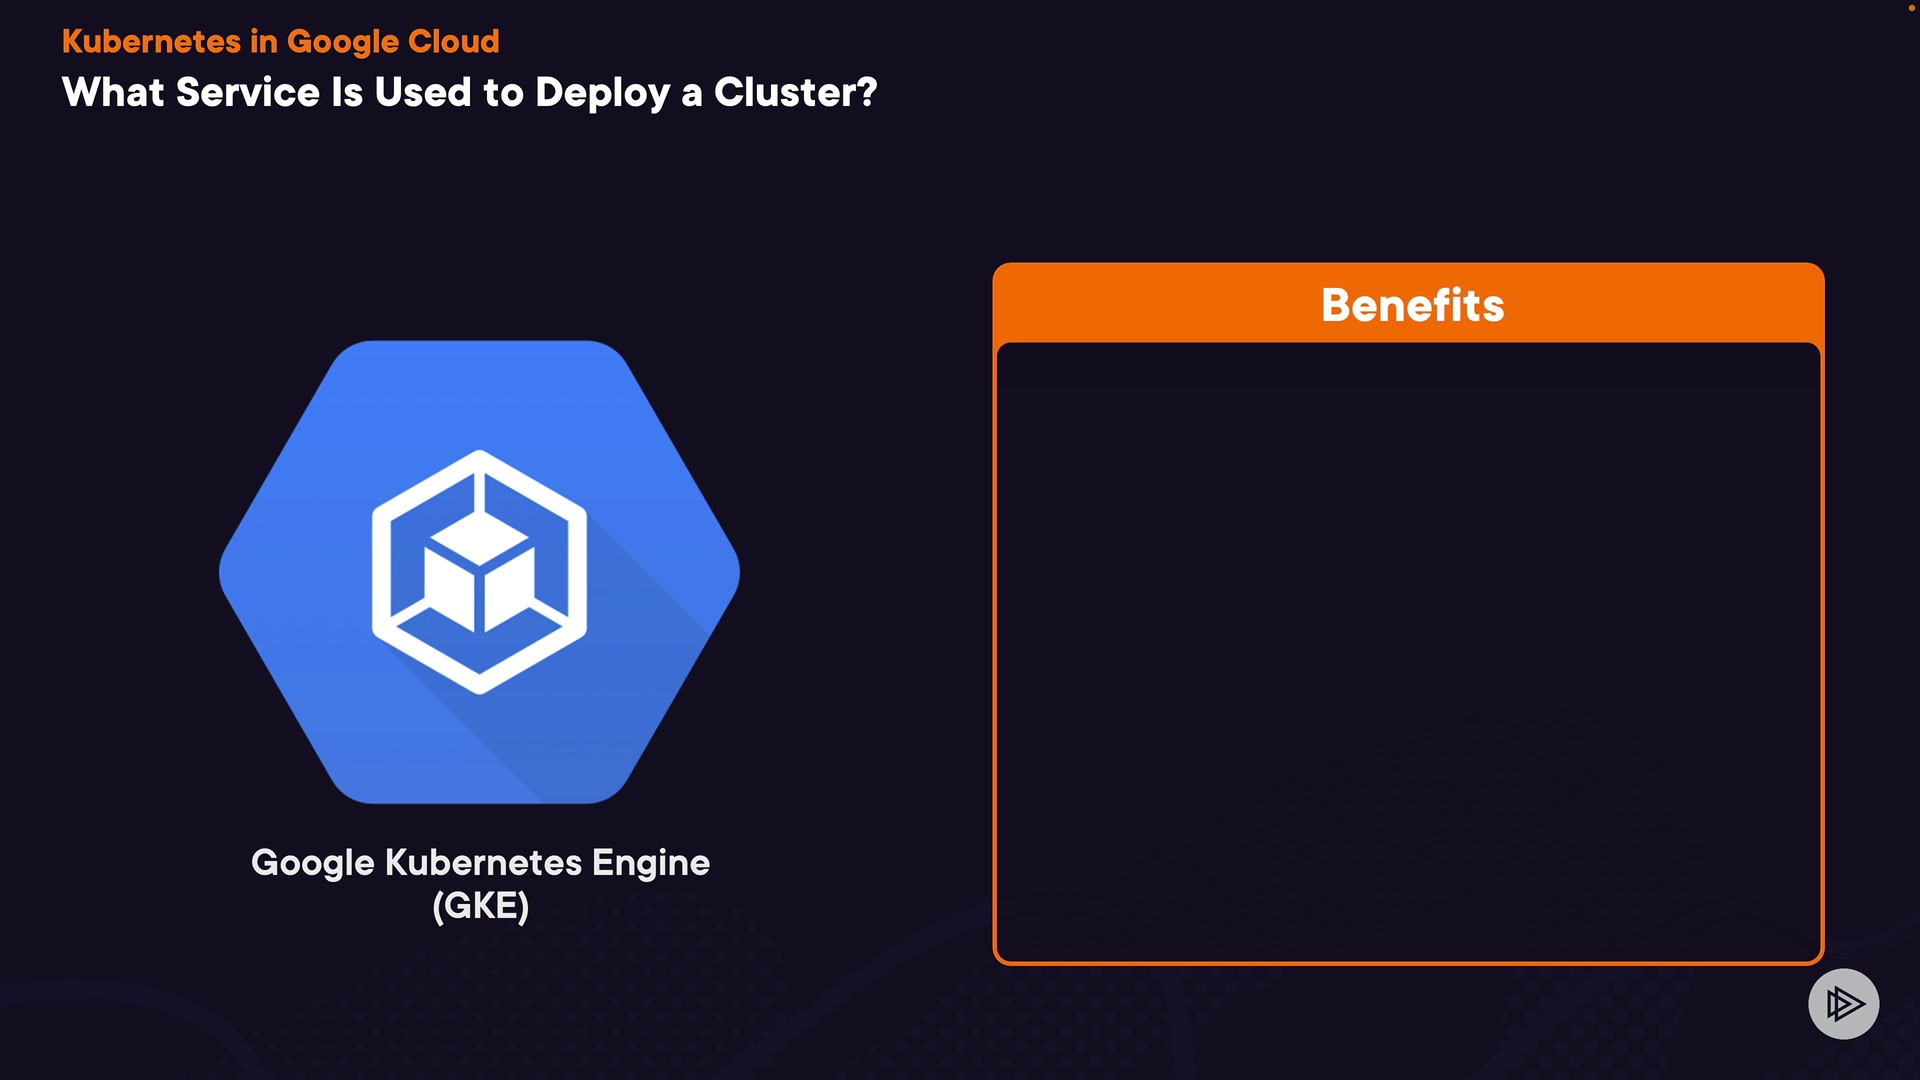 Kubernetes in Google Cloud
What Service Is Used to Deploy a Cluster?
Benefits
Google Kubernetes Engine
(GKE)